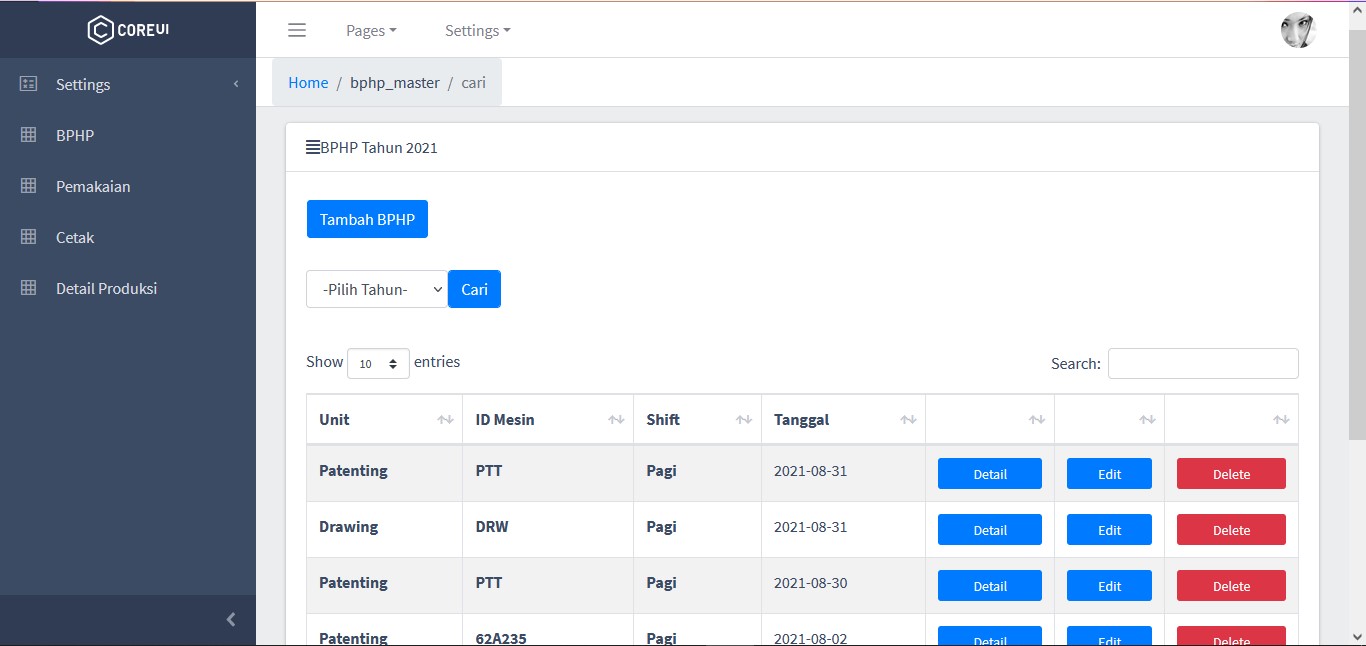 COREUI
Pages
Settings
Settings
BPHP
Pemakaian
Cetak
Detail Produksi
Home / bphp_master / cari
BPHP Tahun 2021
Tambah BPHP
-Pilih Tahun- Cari
Show 10 entries Search:
Unit ID Mesin Shift Tanggal
Patenting PTT Pagi 2021-08-31 Detail Edit Delete
Drawing DRW Pagi 2021-08-31 Detail Edit Delete
Patenting PTT Pagi 2021-08-30 Detail Edit Delete
Patenting 62A235 Pagi 2021-08-02 Detail Edit Delete